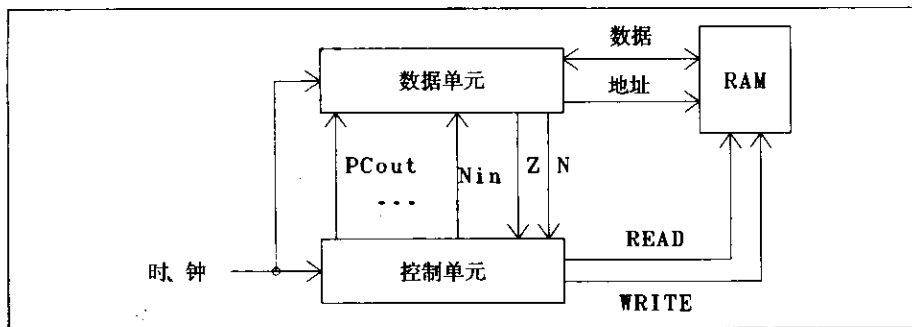 数据
数据单元
地址
RAM
PCout
Nin
Z
N
...
READ
时钟
控制单元
WRITE